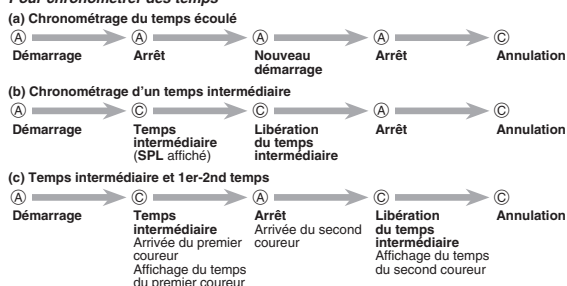 Pour chronométrer des temps
(a) Chronométrage du temps écoulé
Ⓐ Ⓐ Ⓐ Ⓐ Ⓒ
Démarrage Arrêt Nouveau démarrage Arrêt Annulation
(b) Chronométrage d'un temps intermédiaire
Ⓐ Ⓒ Ⓒ Ⓐ Ⓒ
Démarrage Temps intermédiaire (SPL affiché) Libération du temps intermédiaire Arrêt Annulation
(c) Temps intermédiaire et 1er-2nd temps
Ⓐ Ⓒ Ⓐ Ⓒ Ⓒ
Démarrage Temps intermédiaire Arrivée du premier coureur Affichage du temps du premier coureur Arrêt Arrivée du second coureur Libération du temps intermédiaire Affichage du temps du second coureur Annulation